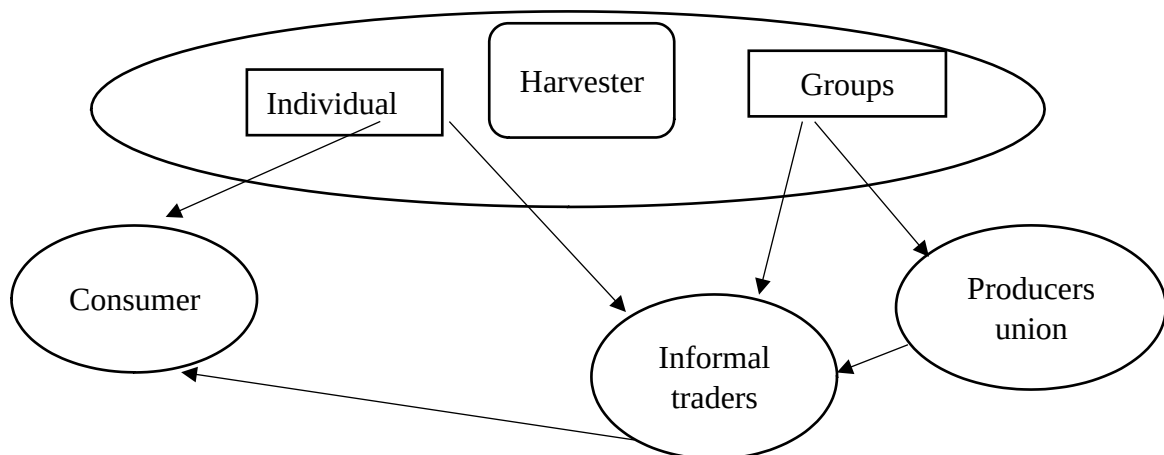 Harvester
Individual
Groups
Consumer
Informal
traders
Producers
union